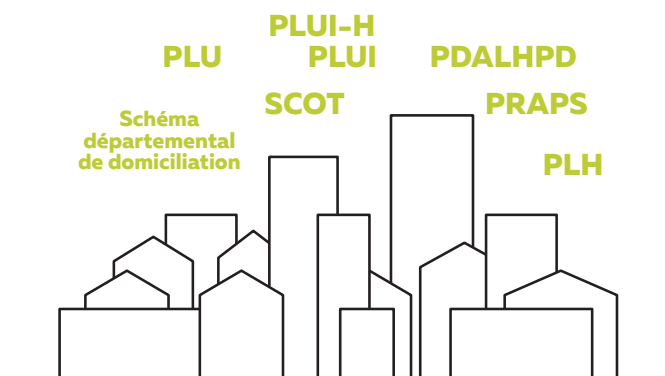 PLUI-H
PLU
PLUI
PDALHPD
SCOT
PRAPS
Schéma
départemental
de domiciliation
PLH